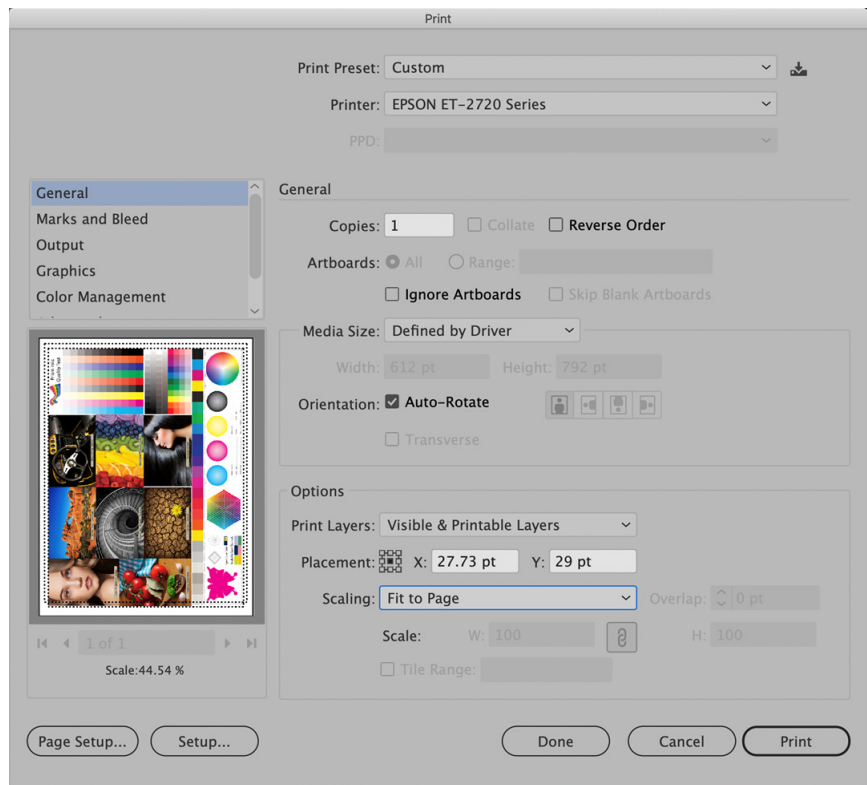 Print
Print Preset: Custom
Printer: EPSON ET-2720 Series
PPD:
General
Marks and Bleed
Output
Graphics
Color Management
General
Copies: 1 Collate Reverse Order
Artboards: All Range:
Ignore Artboards Skip Blank Artboards
Media Size: Defined by Driver
Width: 612 pt Height: 792 pt
Orientation: Auto-Rotate
Transverse
Options
Print Layers: Visible & Printable Layers
Placement: X: 27.73 pt Y: 29 pt
Scaling: Fit to Page Overlap: 0 pt
Scale: W: 100 H: 100
Tile Range:
1 of 1
Scale:44.54 %
Page Setup... Setup... Done Cancel Print